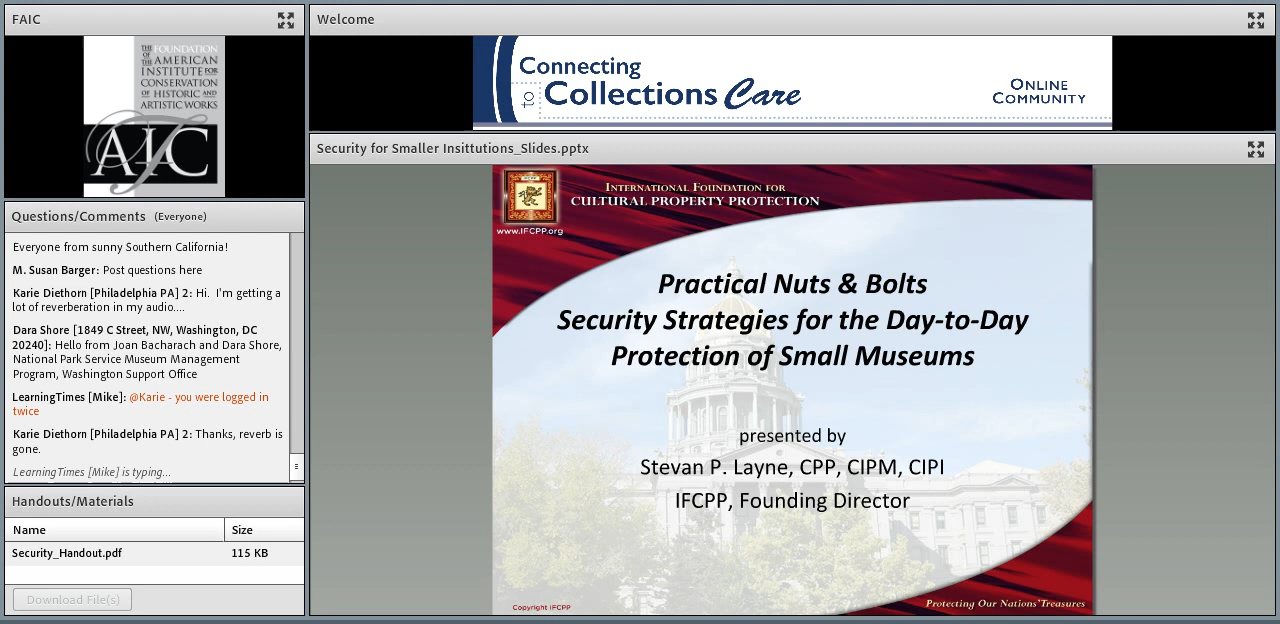 FAIC
THE FOUNDATION
OF THE AMERICAN
INSTITUTE FOR
CONSERVATION
OF HISTORIC AND
ARTISTIC WORKS
AIC
Questions/Comments (Everyone)
Everyone from sunny Southern California!
M. Susan Barger: Post questions here
Karie Diethorn [Philadelphia PA] 2: Hi. I'm getting a
lot of reverberation in my audio....
Dara Shore [1849 C Street, NW, Washington, DC
20240]: Hello from Joan Bacharach and Dara Shore,
National Park Service Museum Management
Program, Washington Support Office
LearningTimes [Mike]: @Karie - you were logged in
twice
Karie Diethorn [Philadelphia PA] 2: Thanks, reverb is
gone.
LearningTimes [Mike] is typing...
Handouts/Materials
Name Size
Security_Handout.pdf 115 KB
Download File(s)
Welcome
Connecting
to Collections Care
ONLINE
COMMUNITY
Security for Smaller Insittutions_Slides.pptx
IFCPP
INTERNATIONAL FOUNDATION FOR
CULTURAL PROPERTY PROTECTION
www.IFCPP.org
Practical Nuts & Bolts
Security Strategies for the Day-to-Day
Protection of Small Museums
presented by
Stevan P. Layne, CPP, CIPM, CIPI
IFCPP, Founding Director
Copyright IFCPP
Protecting Our Nations' Treasures